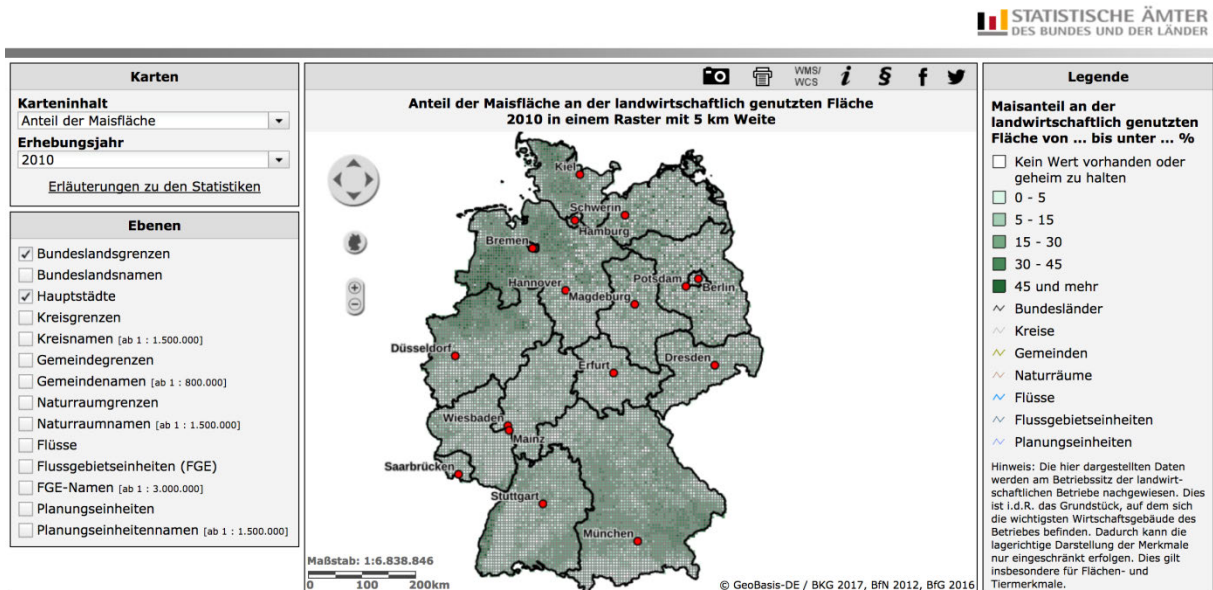 STATISTISCHE ÄMTER
DES BUNDES UND DER LÄNDER
Karten
Karteninhalt
Anteil der Maisfläche
Erhebungsjahr
2010
Erläuterungen zu den Statistiken
Ebenen
Bundeslandsgrenzen
Bundeslandsnamen
Hauptstädte
Kreisgrenzen
Kreisnamen [ab 1 : 1.500.000]
Gemeindegrenzen
Gemeindenamen [ab 1 : 800.000]
Naturraumgrenzen
Naturraumnamen [ab 1 : 1.500.000]
Flüsse
Flussgebietseinheiten (FGE)
FGE-Namen [ab 1 : 3.000.000]
Planungseinheiten
Planungseinheitennamen [ab 1 : 1.500.000]
WMS/
WCS
i § f
Anteil der Maisfläche an der landwirtschaftlich genutzten Fläche
2010 in einem Raster mit 5 km Weite
Kiel
Schwerin
Hamburg
Bremen
Hannover
Magdeburg
Potsdam
Berlin
Düsseldorf
Erfurt
Dresden
Wiesbaden
Mainz
Saarbrücken
Stuttgart
München
Maßstab: 1:6.838.846
0 100 200km
© GeoBasis-DE / BKG 2017, BfN 2012, BfG 2016
Legende
Maisanteil an der
landwirtschaftlich genutzten
Fläche von ... bis unter ... %
Kein Wert vorhanden oder
geheim zu halten
0 - 5
5 - 15
15 - 30
30 - 45
45 und mehr
Bundesländer
Kreise
Gemeinden
Naturräume
Flüsse
Flussgebietseinheiten
Planungseinheiten
Hinweis: Die hier dargestellten Daten
werden am Betriebssitz der landwirt-
schaftlichen Betriebe nachgewiesen. Dies
ist i.d.R. das Grundstück, auf dem sich
die wichtigsten Wirtschaftsgebäude des
Betriebes befinden. Dadurch kann die
lagerichtige Darstellung der Merkmale
nur eingeschränkt erfolgen. Dies gilt
insbesondere für Flächen- und
Tiermerkmale.